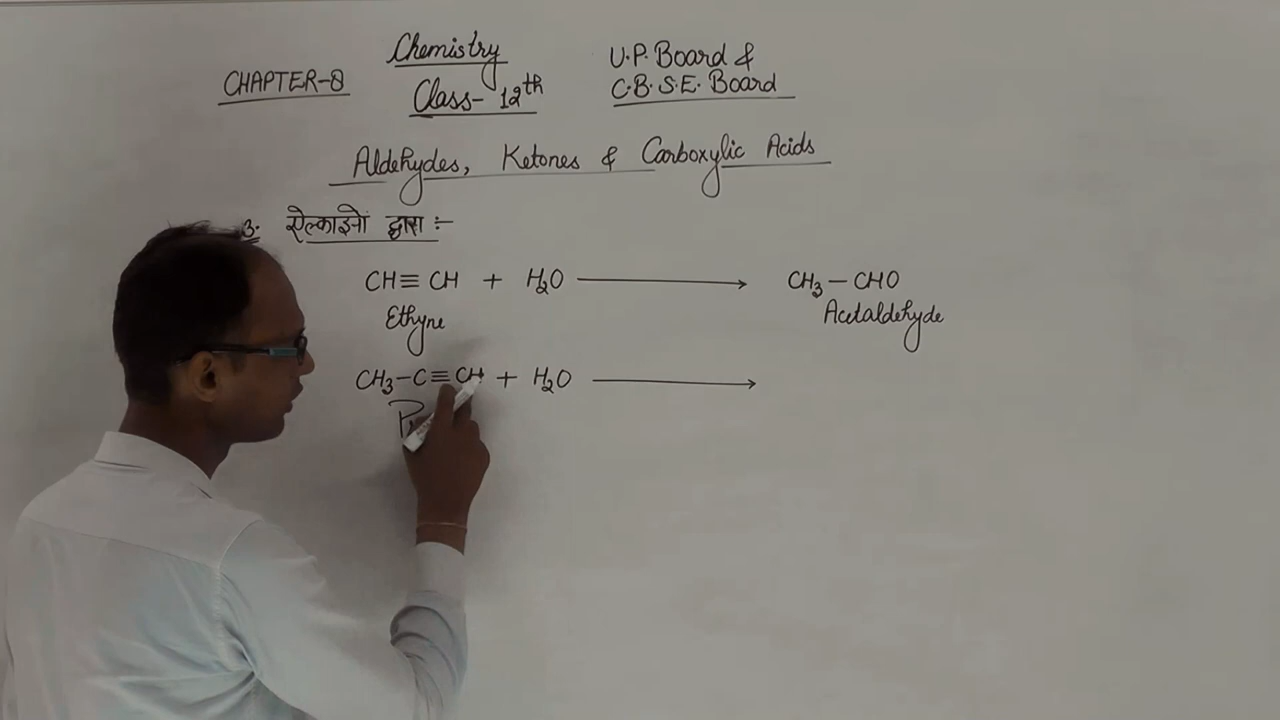 Chemistry
CHAPTER-8
Class- 12th
U.P. Board &
C.B.S.E. Board
Aldehydes, Ketones & Carboxylic Acids
3. ऐल्काइनों द्वारा :-
CH≡CH + H₂O ⟶ CH₃-CHO
Ethyne
Acetaldehyde
CH₃-C≡CH + H₂O ⟶